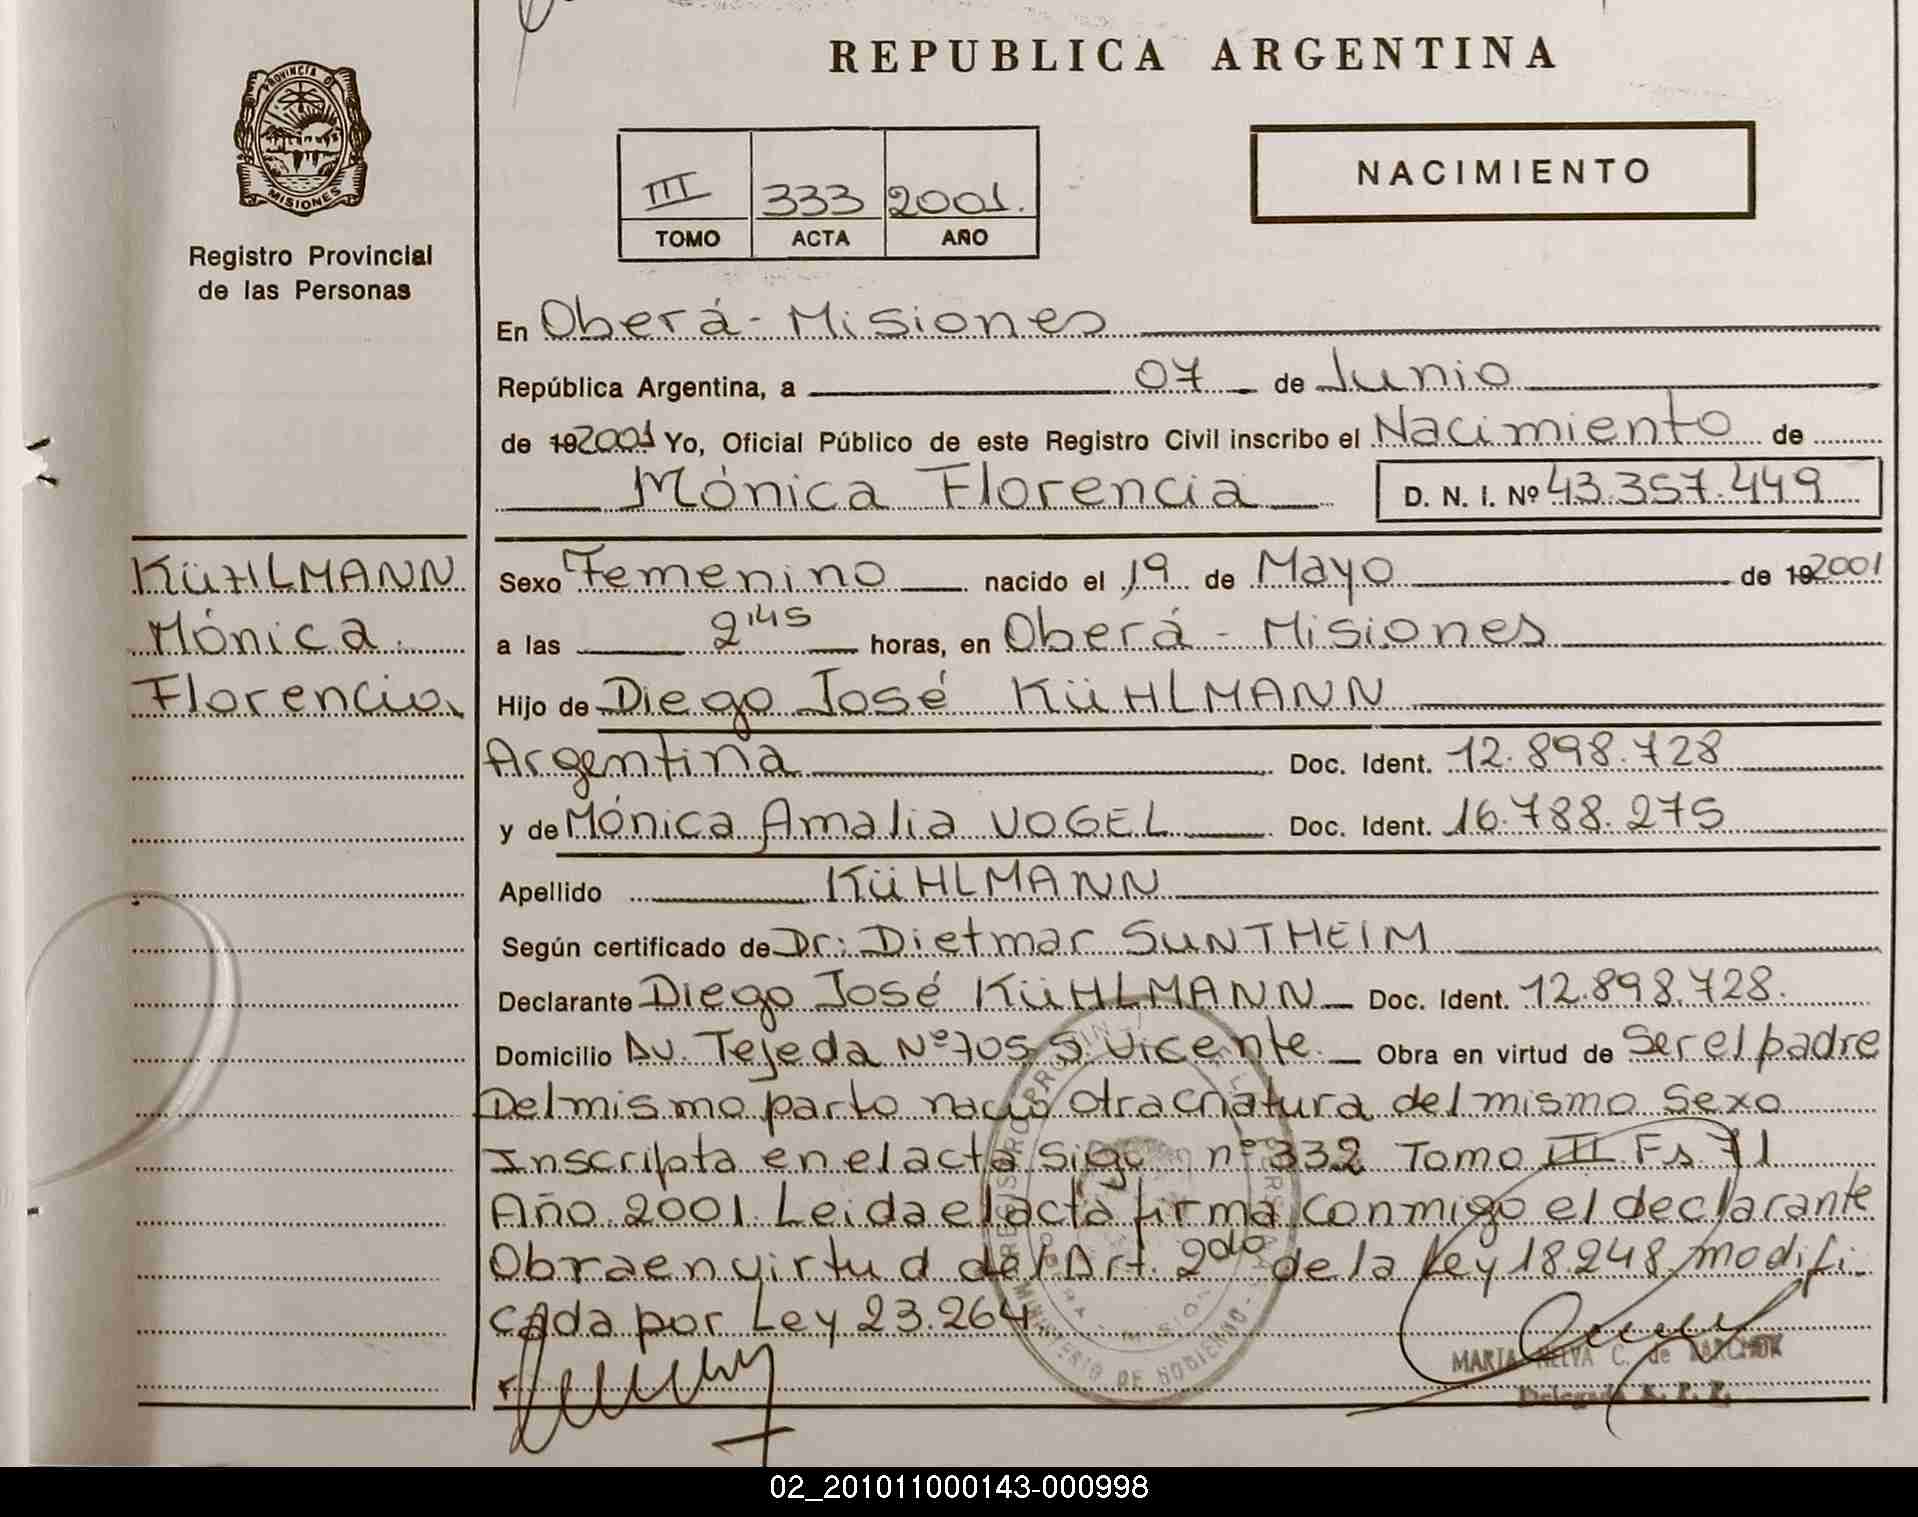 REPUBLICA ARGENTINA
PROVINCIA D
MISIONES
Registro Provincial
de las Personas
III 333 2001.
TOMO ACTA AÑO
NACIMIENTO
En Oberá - Misiones
República Argentina, a 07 de Junio
de 192001 Yo, Oficial Público de este Registro Civil inscribo el Nacimiento de
Mónica Florencia D. N. I. Nº 43.357.449
KüHLMANN
Mónica
Florencia
Sexo Femenino nacido el 19 de Mayo de 192001
a las 2'45 horas, en Oberá - Misiones
Hijo de Diego José KüHLMANN
Argentina Doc. Ident. 12.898.728
y de Mónica Amalia VOGEL Doc. Ident. 16.788.275
Apellido KüHLMANN
Según certificado de Dr: Dietmar SUNTHEIM
Declarante Diego José KüHLMANN Doc. Ident. 12.898.728.
Domicilio Av. Tejeda Nº 705 S. Vicente. Obra en virtud de Ser el padre
Del mismo parto nacio otra criatura del mismo Sexo
Inscripta en el acta sigo nº 332 Tomo III Fs 71
Año 2001. Leida el acta firma conmigo el declarante
Obra en virtud del Art. 2do de la Ley 18248 modifi-
cada por Ley 23.264.
MINISTERIO DE GOBIERNO
MARIA NELVA C. de
Delegada R. P. P.
02_201011000143-000998